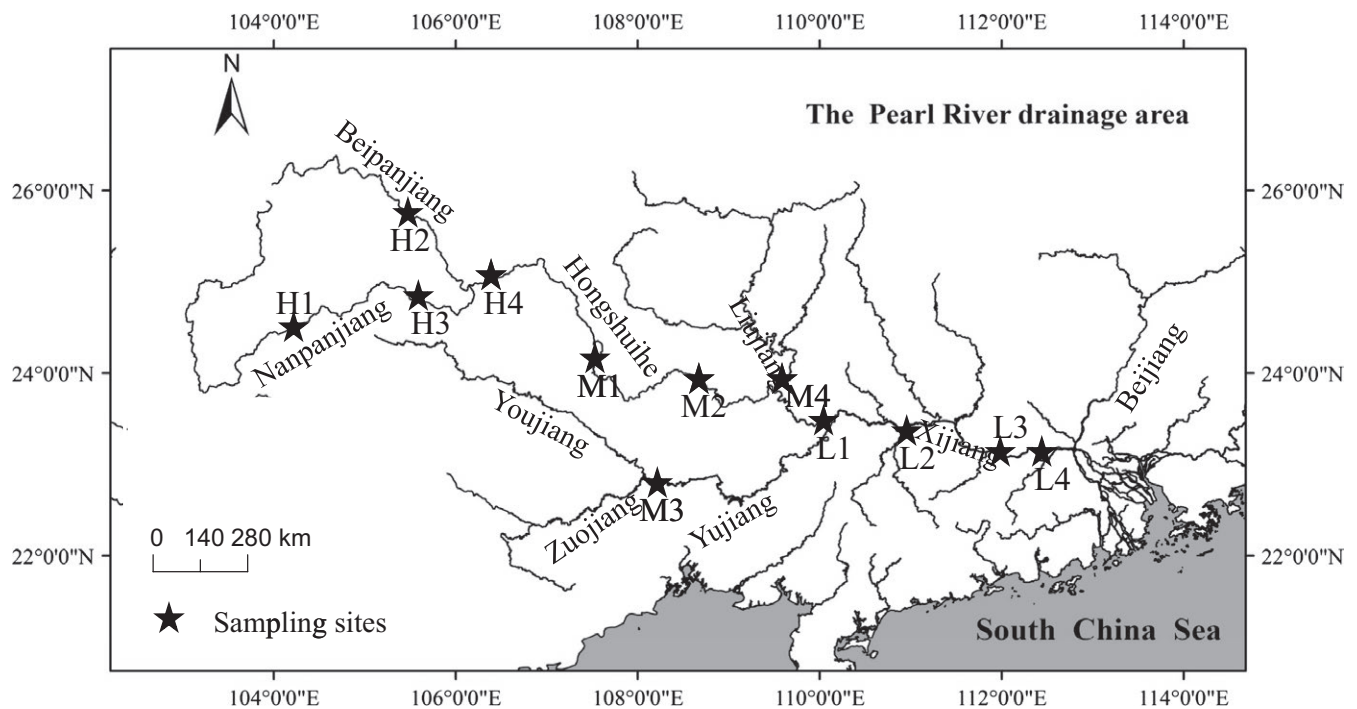 104°0'0"E 106°0'0"E 108°0'0"E 110°0'0"E 112°0'0"E 114°0'0"E
N
The Pearl River drainage area
26°0'0"N
26°0'0"N
Beipanjiang
H2
H4
Hongshuihe
H1
H3
Nanpanjiang
Liujiang
Beijiang
24°0'0"N
24°0'0"N
M1
M2
M4
Youjiang
L1
L2
Xijiang
L3
L4
M3
Zuojiang
Yujiang
0 140 280 km
22°0'0"N
22°0'0"N
Sampling sites
South China Sea
104°0'0"E 106°0'0"E 108°0'0"E 110°0'0"E 112°0'0"E 114°0'0"E